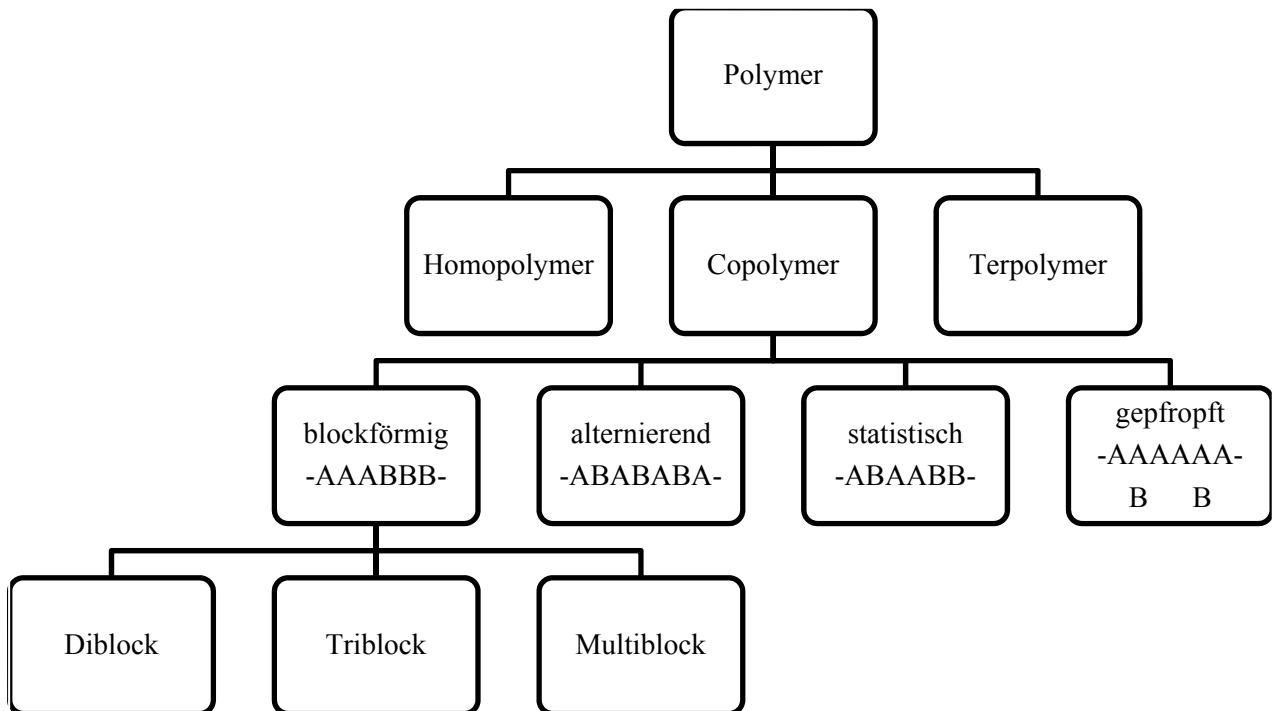 Polymer
Homopolymer
Copolymer
Terpolymer
blockförmig
-AAABBB-
alternierend
-ABABABA-
statistisch
-ABAABB-
gepfropft
-AAAAAA-
B B
Diblock
Triblock
Multiblock